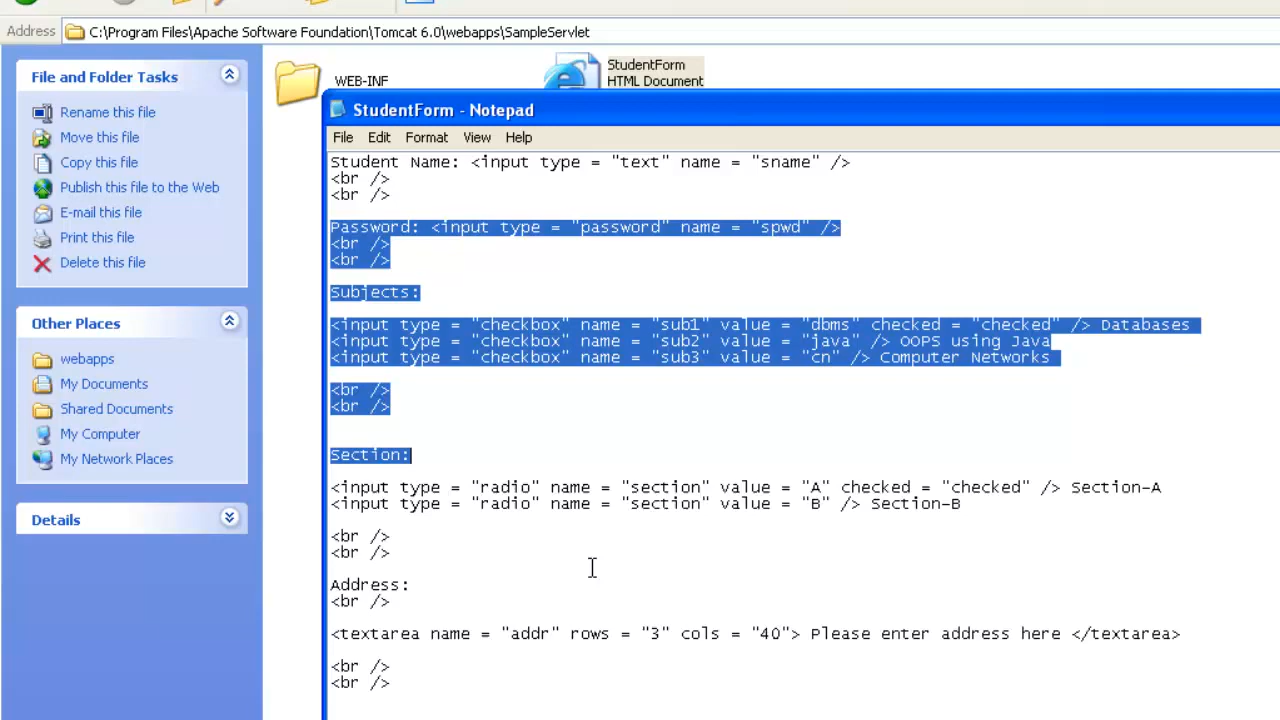 Address C:\Program Files\Apache Software Foundation\Tomcat 6.0\webapps\SampleServlet
File and Folder Tasks
Rename this file
Move this file
Copy this file
Publish this file to the Web
E-mail this file
Print this file
Delete this file
Other Places
webapps
My Documents
Shared Documents
My Computer
My Network Places
Details
WEB-INF
StudentForm
HTML Document
StudentForm - Notepad
File Edit Format View Help
Student Name: <input type = "text" name = "sname" />
<br />
<br />
Password: <input type = "password" name = "spwd" />
<br />
<br />
Subjects:
<input type = "checkbox" name = "sub1" value = "dbms" checked = "checked" /> Databases
<input type = "checkbox" name = "sub2" value = "java" /> OOPS using Java
<input type = "checkbox" name = "sub3" value = "cn" /> Computer Networks
<br />
<br />
Section:
<input type = "radio" name = "section" value = "A" checked = "checked" /> Section-A
<input type = "radio" name = "section" value = "B" /> Section-B
<br />
<br />
Address:
<br />
<textarea name = "addr" rows = "3" cols = "40"> Please enter address here </textarea>
<br />
<br />